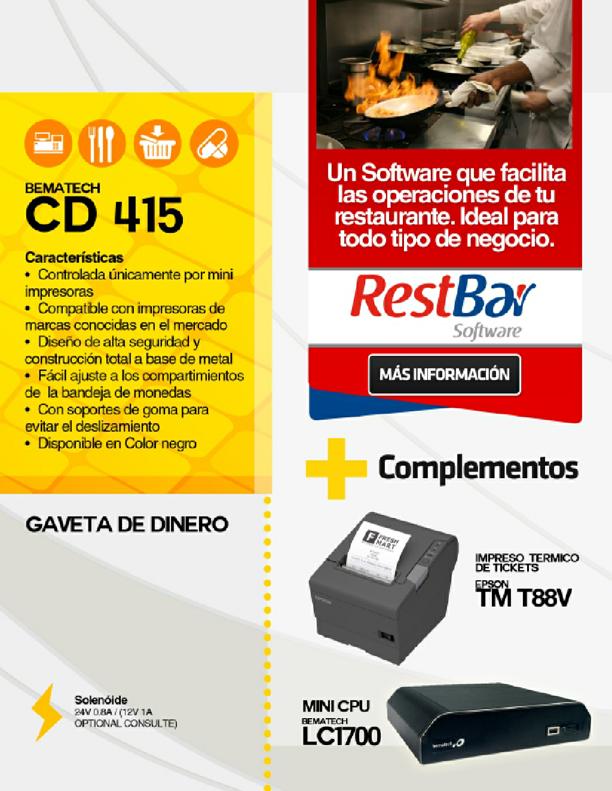 BEMATECH
CD 415
Características
• Controlada únicamente por mini
impresoras
• Compatible con impresoras de
marcas conocidas en el mercado
• Diseño de alta seguridad y
construcción total a base de metal
• Fácil ajuste a los compartimientos
de la bandeja de monedas
• Con soportes de goma para
evitar el deslizamiento
• Disponible en Color negro
GAVETA DE DINERO
Solenóide
24V 0.8A / (12V 1A
OPTIONAL CONSULTE)
Un Software que facilita
las operaciones de tu
restaurante. Ideal para
todo tipo de negocio.
RestBar
Software
MÁS INFORMACIÓN
Complementos
FRESH
MART
EPSON
IMPRESO TERMICO
DE TICKETS
EPSON
TM T88V
MINI CPU
BEMATECH
LC1700
bematech